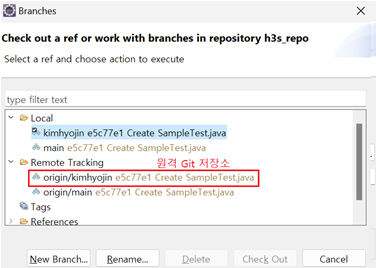 Branches
Check out a ref or work with branches in repository h3s_repo
Select a ref and choose action to execute
type filter text
Local
kimhyojin e5c77e1 Create SampleTest.java
main e5c77e1 Create SampleTest.java
Remote Tracking
원격 Git 저장소
origin/kimhyojin e5c77e1 Create SampleTest.java
origin/main e5c77e1 Create SampleTest.java
Tags
References
New Branch...
Rename...
Delete
Check Out
Cancel